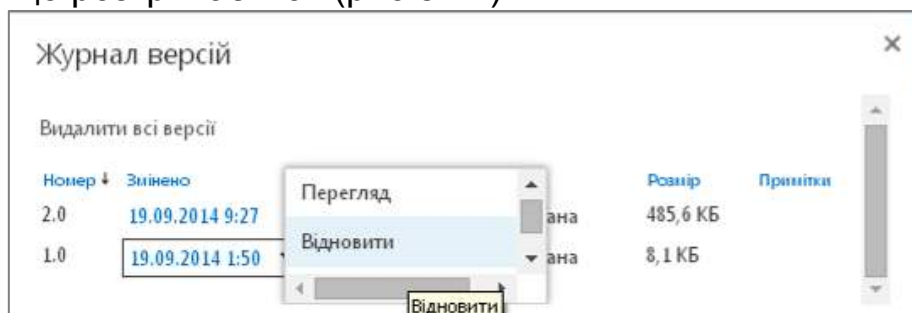 Журнал версій
Видалити всі версії
Номер Змінено Розмір Примітки
2.0 19.09.2014 9:27 Перегляд ана 485,6 КБ
1.0 19.09.2014 1:50 Відновити ана 8,1 КБ
Відновити